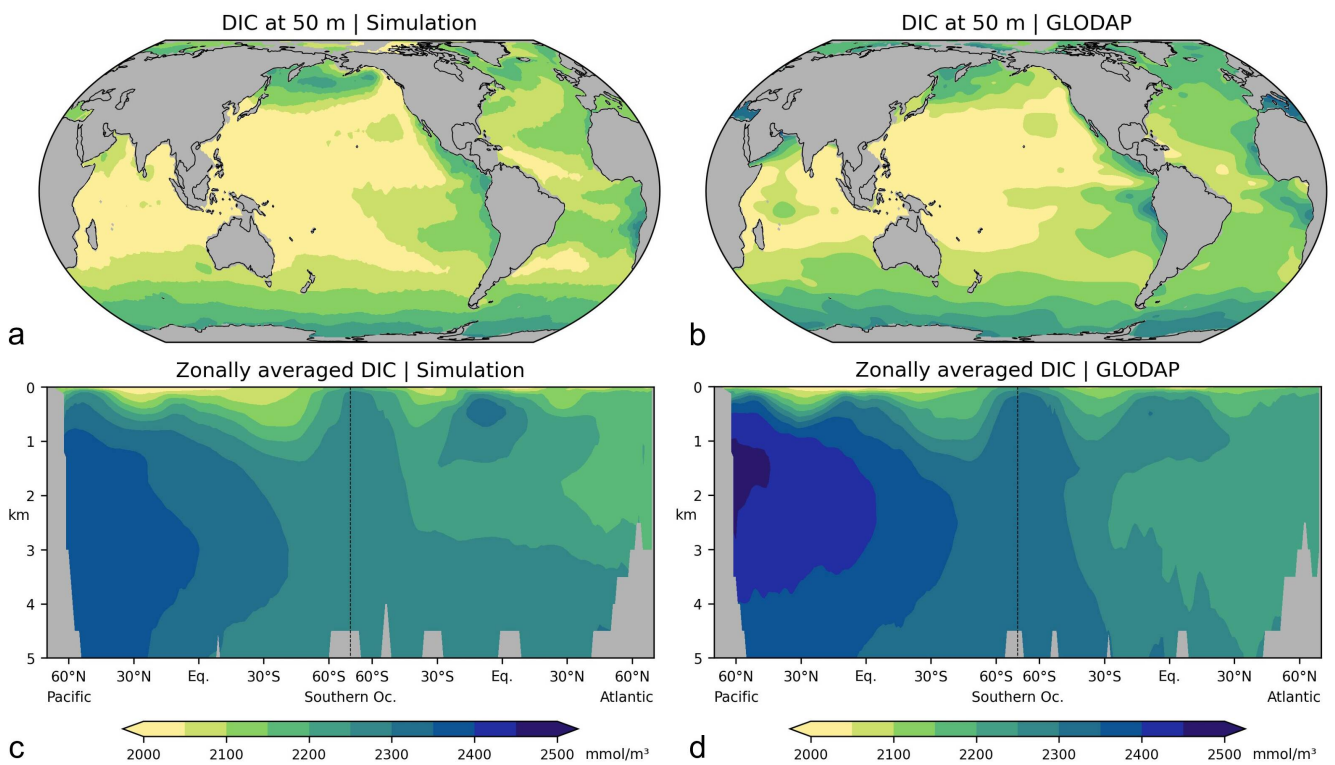 DIC at 50 m | Simulation
DIC at 50 m | GLODAP
a
b
Zonally averaged DIC | Simulation
Zonally averaged DIC | GLODAP
0
1
2
km
3
4
5
60°N 30°N Eq. 30°S 60°S 60°S 30°S Eq. 60°N
Pacific Southern Oc. Atlantic
0
1
2
km
3
4
5
60°N 30°N Eq. 30°S 60°S 60°S 30°S Eq. 30°N 60°N
Pacific Southern Oc. Atlantic
c
2000 2100 2200 2300 2400 2500 mmol/m³
d
2000 2100 2200 2300 2400 2500 mmol/m³